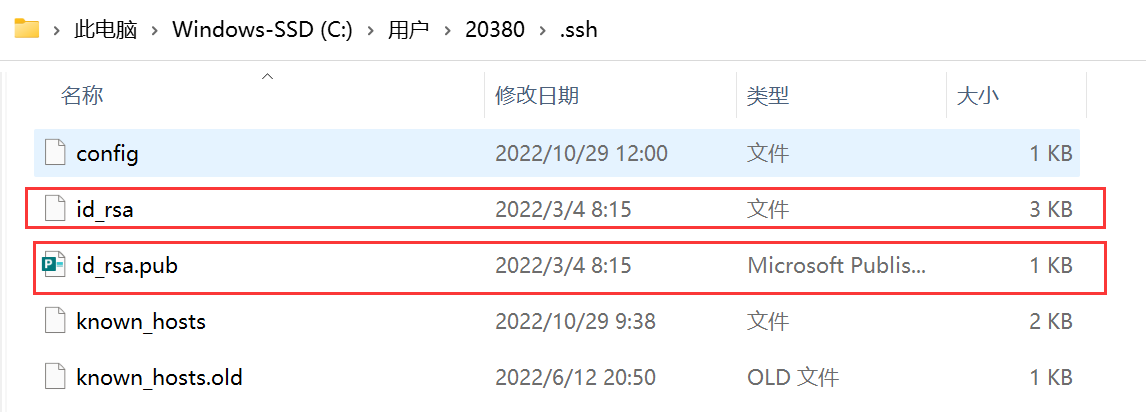 此电脑 > Windows-SSD (C:) > 用户 > 20380 > .ssh
名称 修改日期 类型 大小
config 2022/10/29 12:00 文件 1 KB
id_rsa 2022/3/4 8:15 文件 3 KB
id_rsa.pub 2022/3/4 8:15 Microsoft Publis... 1 KB
known_hosts 2022/10/29 9:38 文件 2 KB
known_hosts.old 2022/6/12 20:50 OLD 文件 1 KB